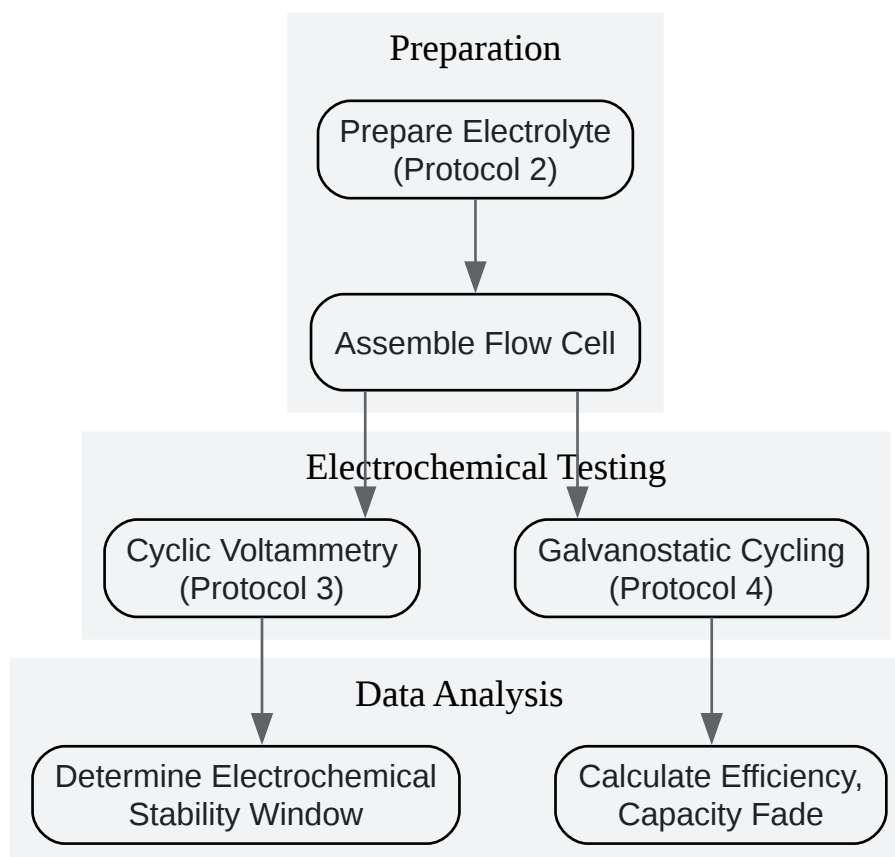 Preparation
Prepare Electrolyte
(Protocol 2)
Assemble Flow Cell
Electrochemical Testing
Cyclic Voltammetry
(Protocol 3)
Galvanostatic Cycling
(Protocol 4)
Data Analysis
Determine Electrochemical
Stability Window
Calculate Efficiency,
Capacity Fade